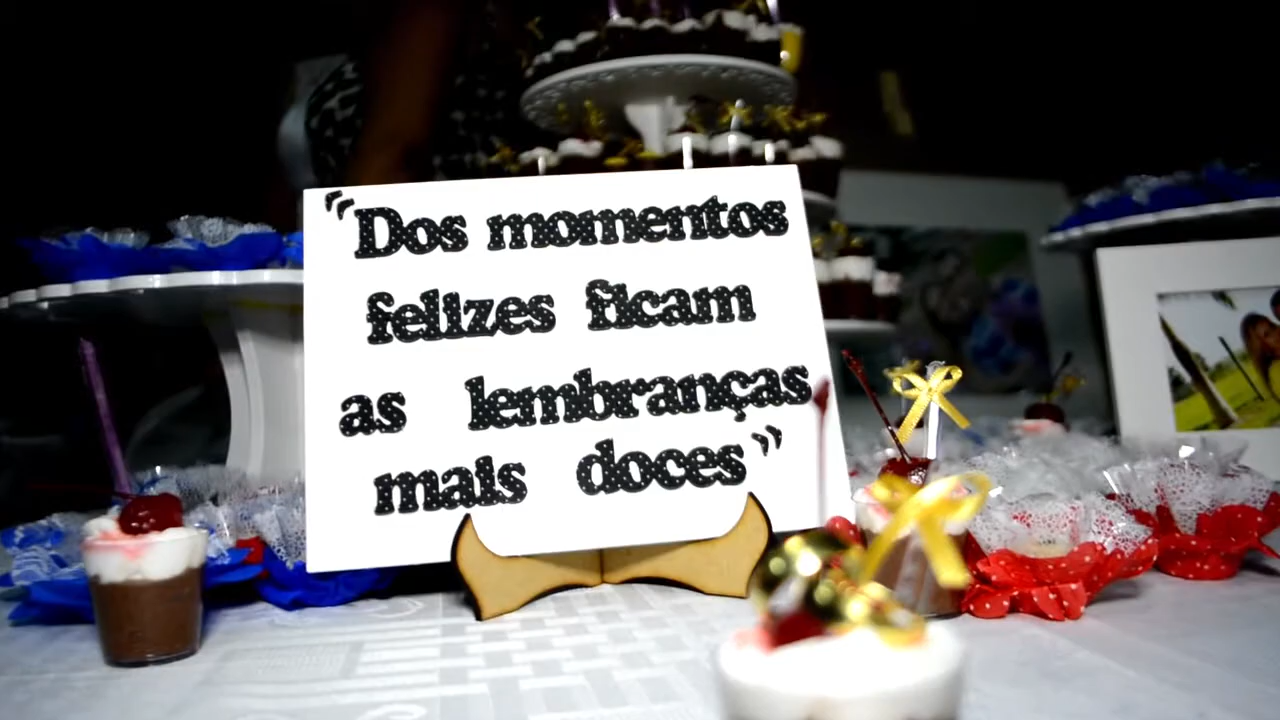 "Dos momentos
felizes ficam
as lembranças
mais doces"